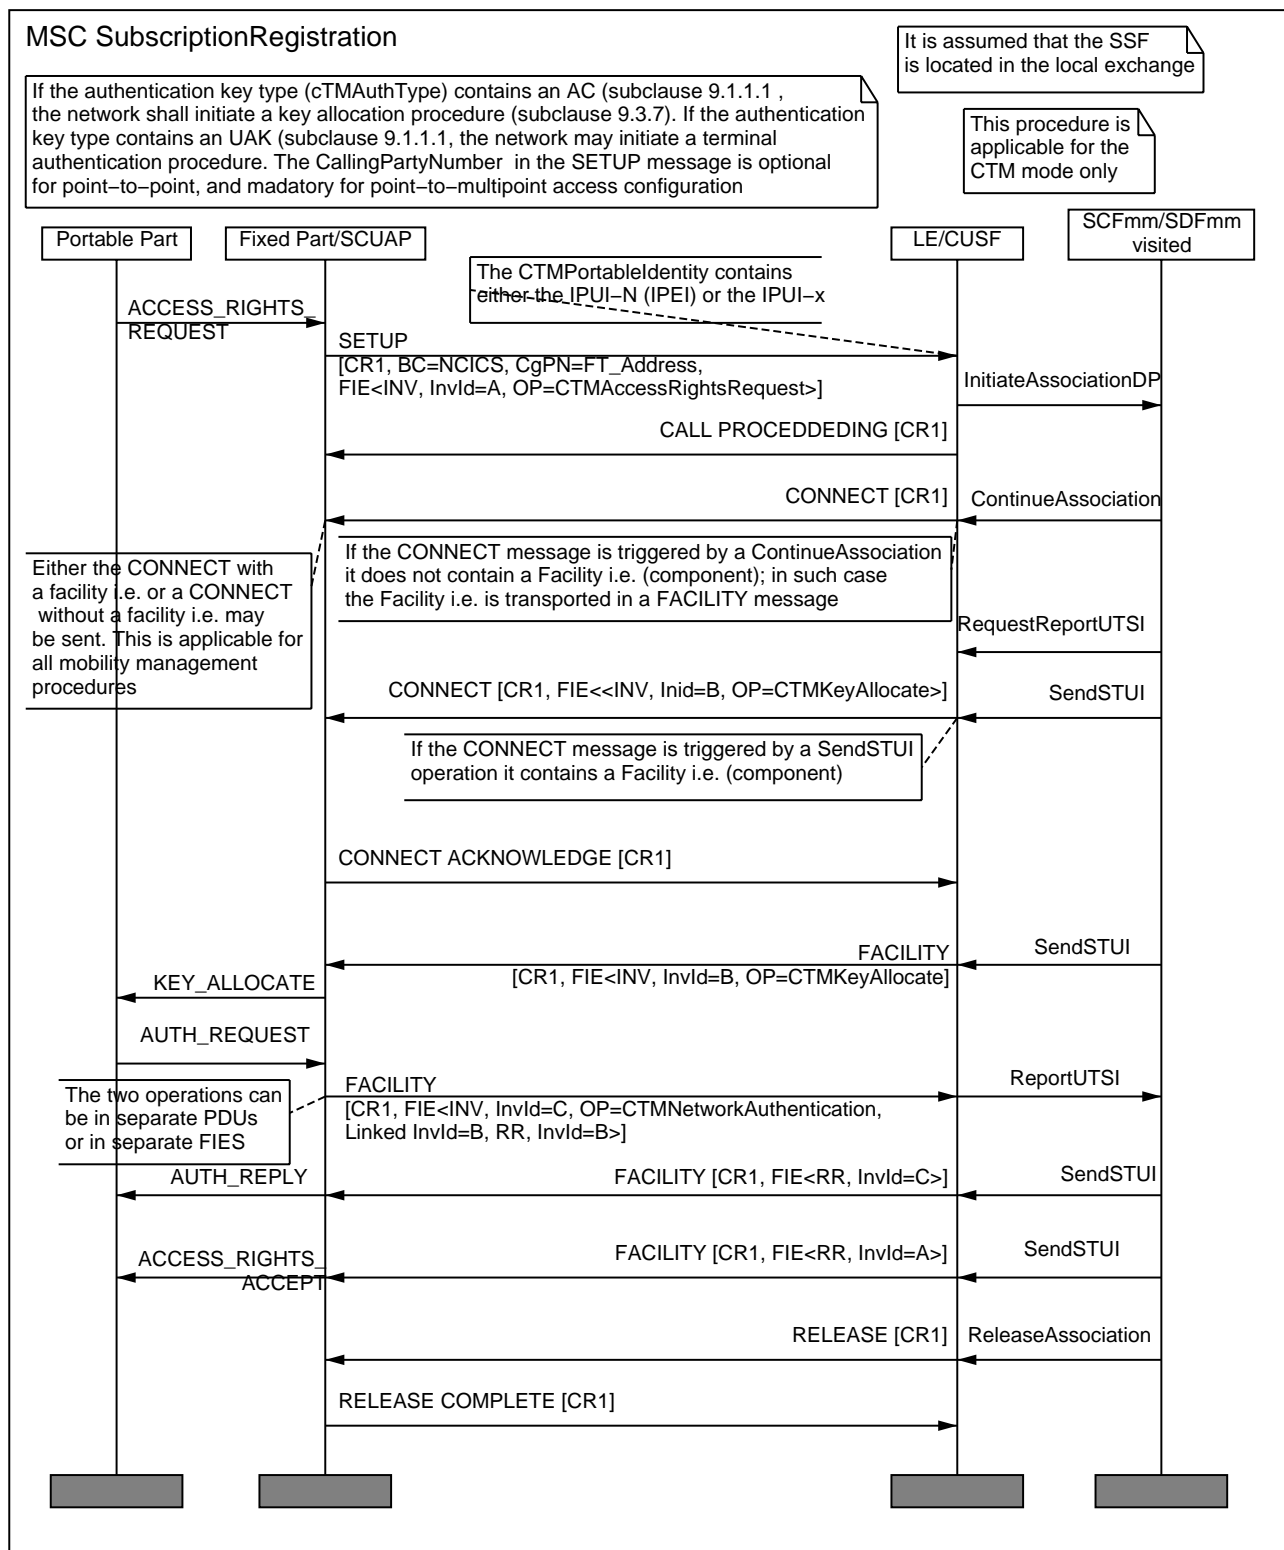 MSC SubscriptionRegistration
It is assumed that the SSF
is located in the local exchange
If the authentication key type (cTMAuthType) contains an AC (subclause 9.1.1.1 ,
the network shall initiate a key allocation procedure (subclause 9.3.7). If the authentication
key type contains an UAK (subclause 9.1.1.1, the network may initiate a terminal
authentication procedure. The CallingPartyNumber  in the SETUP message is optional
for point−to−point, and madatory for point−to−multipoint access configuration
This procedure is
applicable for the
CTM mode only
Portable Part
Fixed Part/SCUAP
LE/CUSF
SCFmm/SDFmm
visited
The CTMPortableIdentity contains
either the IPUI−N (IPEI) or the IPUI−x
ACCESS_RIGHTS_
REQUEST
SETUP
[CR1, BC=NCICS, CgPN=FT_Address,
FIE<INV, InvId=A, OP=CTMAccessRightsRequest>]
InitiateAssociationDP
CALL PROCEDDEDING [CR1]
CONNECT [CR1]
ContinueAssociation
Either the CONNECT with
a facility i.e. or a CONNECT
without a facility i.e. may
be sent. This is applicable for
all mobility management
procedures
If the CONNECT message is triggered by a ContinueAssociation
it does not contain a Facility i.e. (component); in such case
the Facility i.e. is transported in a FACILITY message
RequestReportUTSI
CONNECT [CR1, FIE<<INV, Inid=B, OP=CTMKeyAllocate>]
SendSTUI
If the CONNECT message is triggered by a SendSTUI
operation it contains a Facility i.e. (component)
CONNECT ACKNOWLEDGE [CR1]
FACILITY
[CR1, FIE<INV, InvId=B, OP=CTMKeyAllocate]
SendSTUI
KEY_ALLOCATE
AUTH_REQUEST
The two operations can
be in separate PDUs
or in separate FIES
FACILITY
[CR1, FIE<INV, InvId=C, OP=CTMNetworkAuthentication,
Linked InvId=B, RR, InvId=B>]
ReportUTSI
AUTH_REPLY
FACILITY [CR1, FIE<RR, InvId=C>]
SendSTUI
ACCESS_RIGHTS_
ACCEPT
FACILITY [CR1, FIE<RR, InvId=A>]
SendSTUI
RELEASE [CR1]
ReleaseAssociation
RELEASE COMPLETE [CR1]